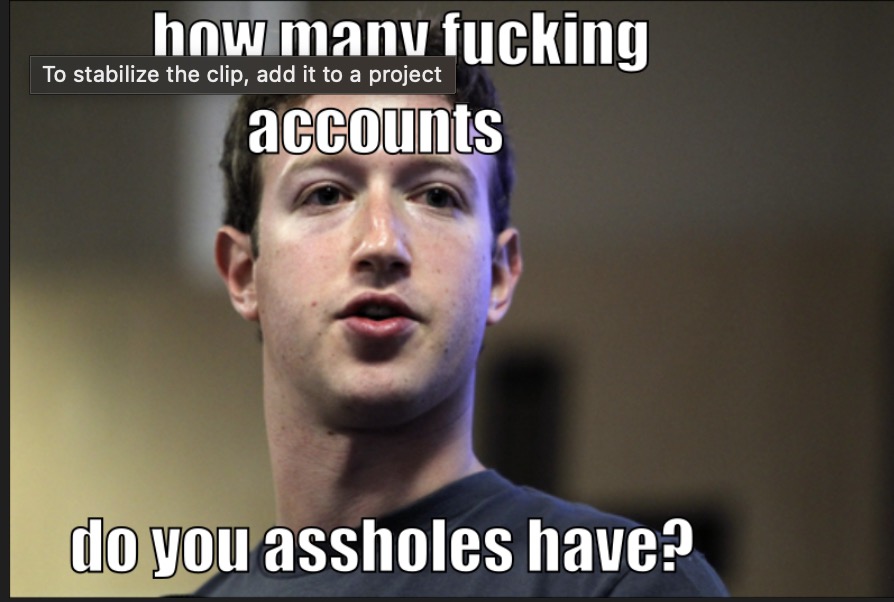 how many fucking
To stabilize the clip, add it to a project
accounts
do you assholes have?